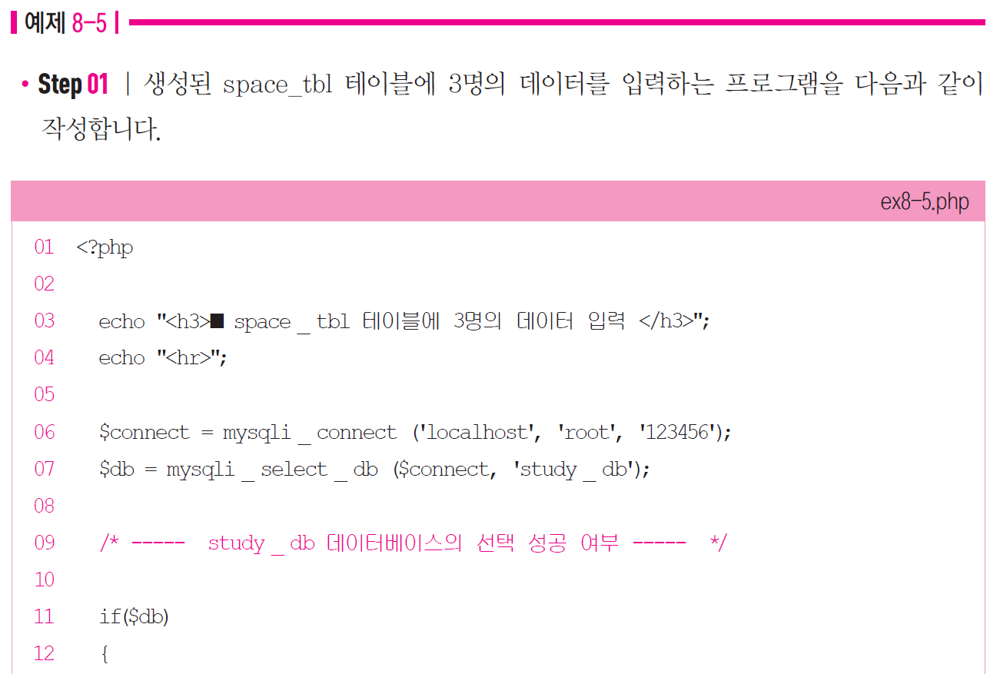 예제 8-5
• Step 01 | 생성된 space_tbl 테이블에 3명의 데이터를 입력하는 프로그램을 다음과 같이
작성합니다.
ex8-5.php
01 <?php
02
03 echo "<h3>■ space _ tbl 테이블에 3명의 데이터 입력 </h3>";
04 echo "<hr>";
05
06 $connect = mysqli _ connect ('localhost', 'root', '123456');
07 $db = mysqli _ select _ db ($connect, 'study _ db');
08
09 /* ----- study _ db 데이터베이스의 선택 성공 여부 ----- */
10
11 if($db)
12 {